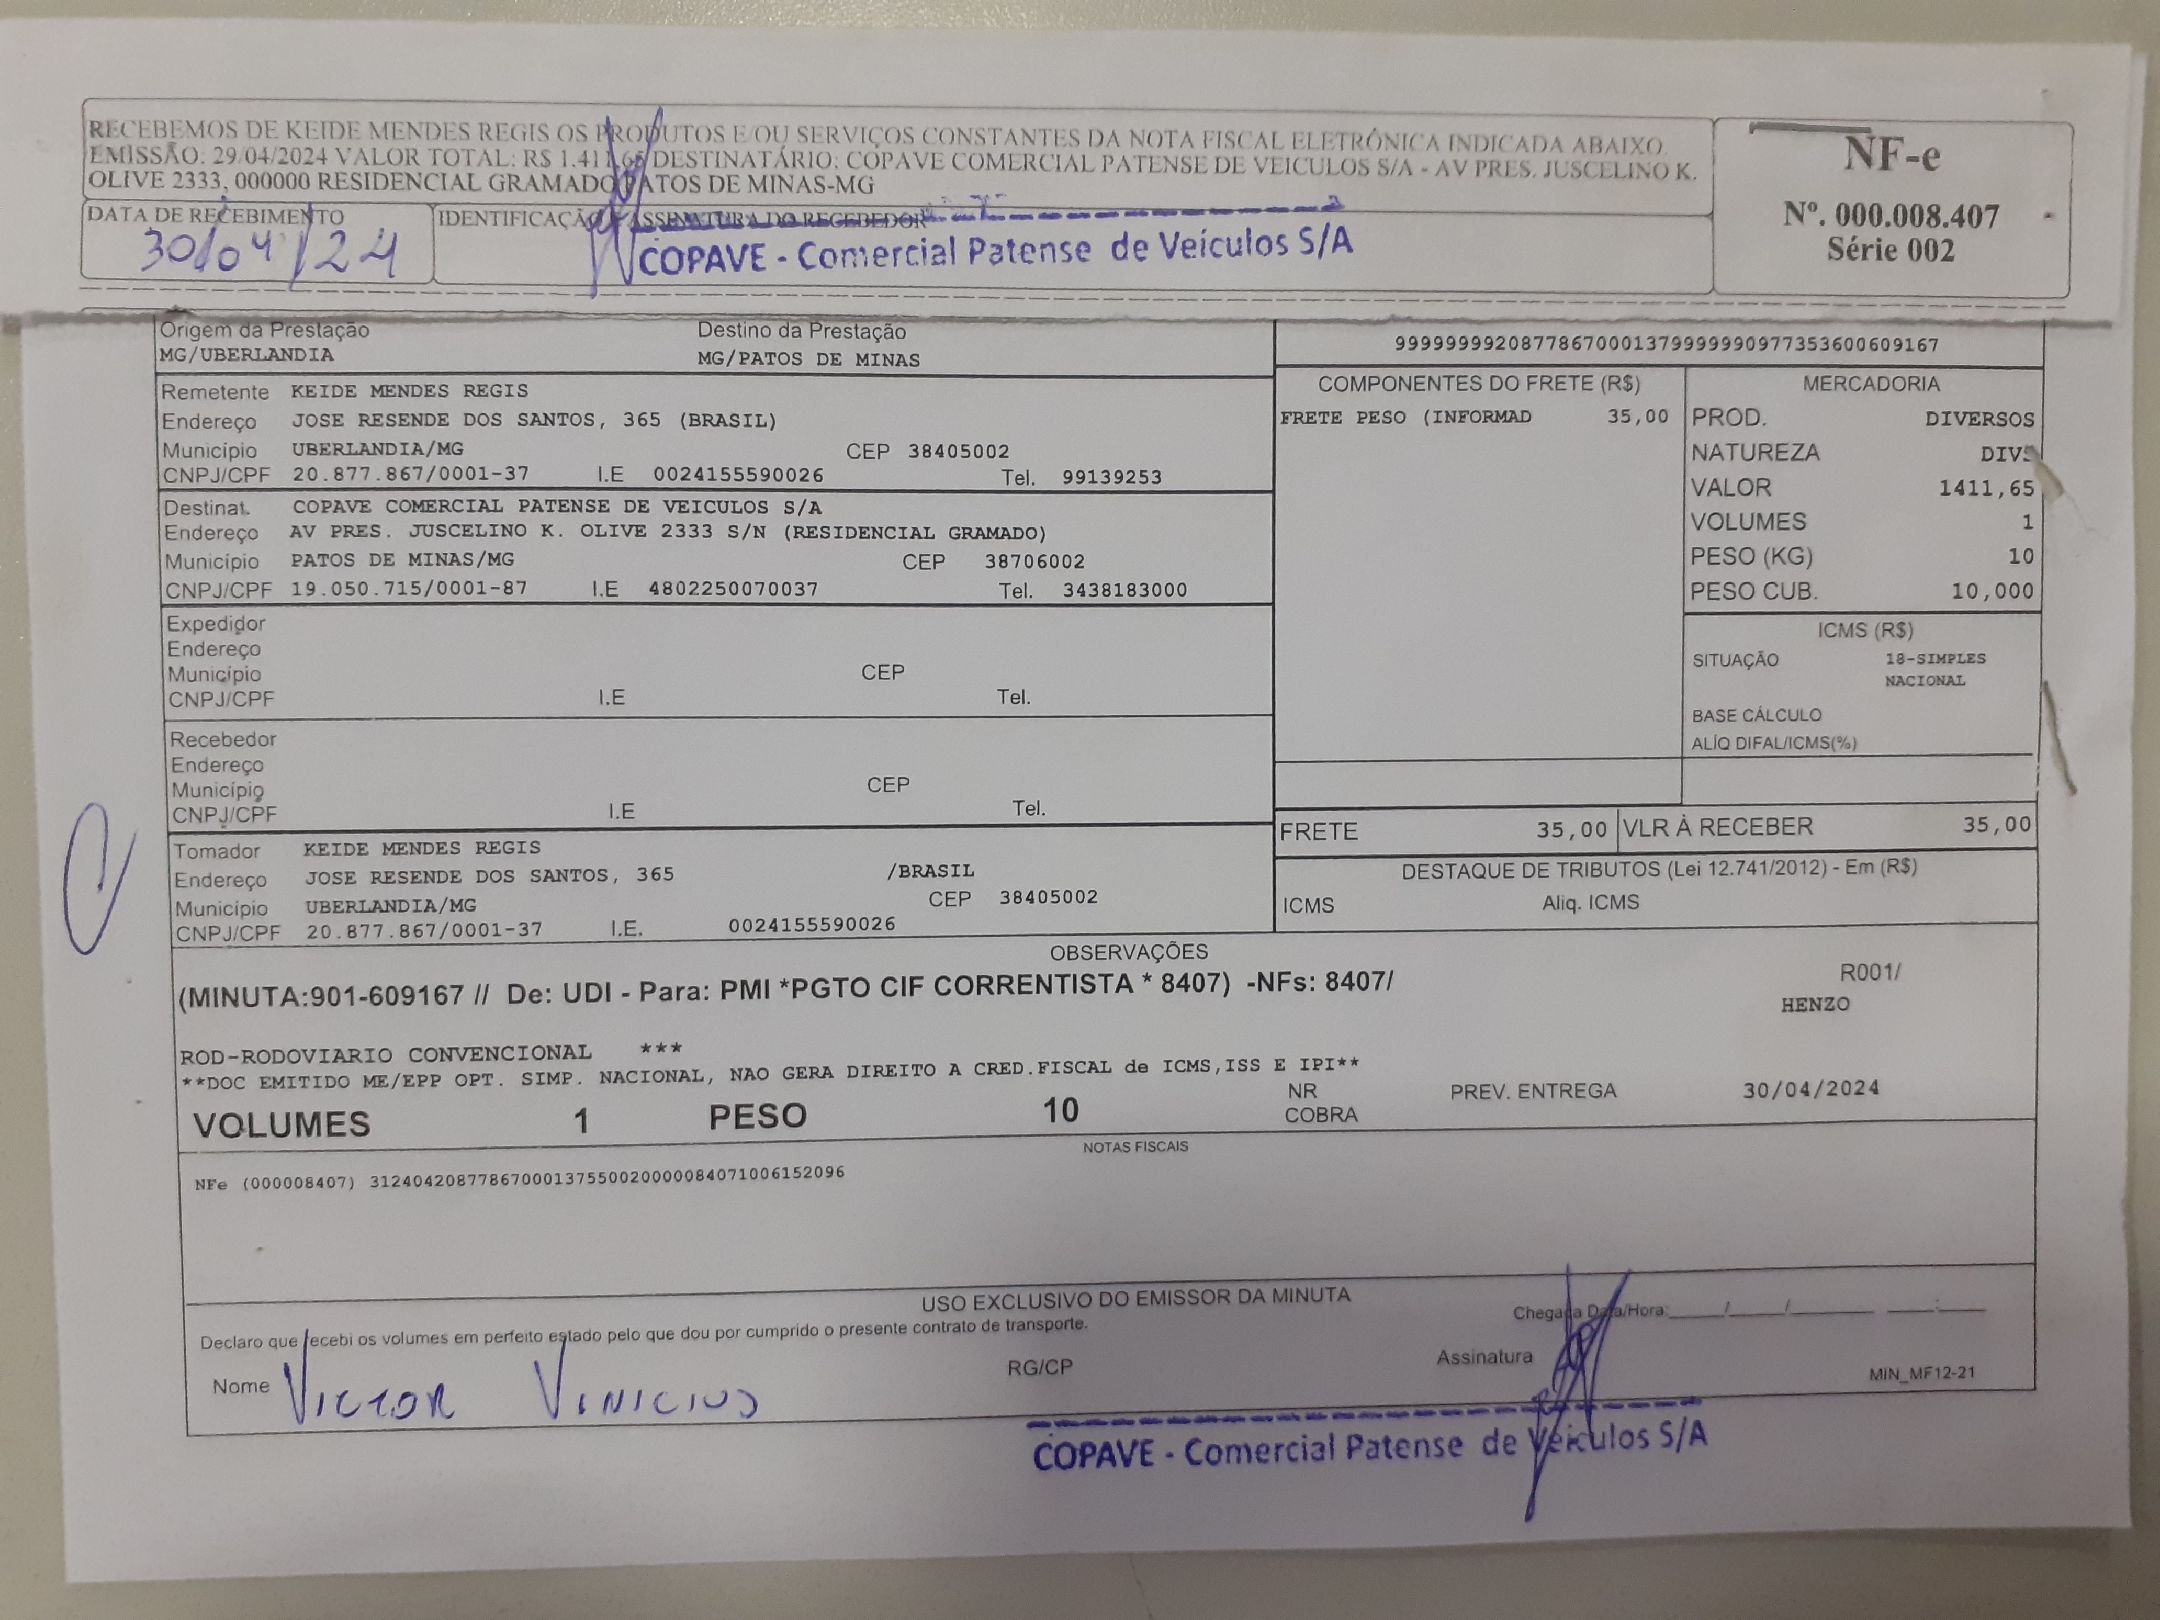 RECEBEMOS DE KEIDE MENDES REGIS OS PRODUTOS E/OU SERVIÇOS CONSTANTES DA NOTA FISCAL ELETRÔNICA INDICADA ABAIXO.
EMISSÃO: 29/04/2024 VALOR TOTAL: R$ 1.411,65 DESTINATÁRIO: COPAVE COMERCIAL PATENSE DE VEICULOS S/A - AV PRES. JUSCELINO K.
OLIVE 2333, 000000 RESIDENCIAL GRAMADO PATOS DE MINAS-MG
NF-e
Nº. 000.008.407
Série 002
DATA DE RECEBIMENTO
30/04/24
IDENTIFICAÇÃO E ASSINATURA DO RECEBEDOR
COPAVE - Comercial Patense de Veículos S/A
Origem da Prestação Destino da Prestação
MG/UBERLANDIA MG/PATOS DE MINAS
99999999208778670001379999999097735360060​9167
Remetente KEIDE MENDES REGIS
Endereço JOSE RESENDE DOS SANTOS, 365 (BRASIL)
Município UBERLANDIA/MG CEP 38405002
CNPJ/CPF 20.877.867/0001-37 I.E 0024155590026 Tel. 99139253
Destinat. COPAVE COMERCIAL PATENSE DE VEICULOS S/A
Endereço AV PRES. JUSCELINO K. OLIVE 2333 S/N (RESIDENCIAL GRAMADO)
Município PATOS DE MINAS/MG CEP 38706002
CNPJ/CPF 19.050.715/0001-87 I.E 4802250070037 Tel. 3438183000
Expedidor
Endereço
Município CEP
CNPJ/CPF I.E Tel.
Recebedor
Endereço
Município CEP
CNPJ/CPF I.E Tel.
Tomador KEIDE MENDES REGIS
Endereço JOSE RESENDE DOS SANTOS, 365 /BRASIL
Município UBERLANDIA/MG CEP 38405002
CNPJ/CPF 20.877.867/0001-37 I.E. 0024155590026
COMPONENTES DO FRETE (R$)
FRETE PESO (INFORMAD 35,00
MERCADORIA
PROD. DIVERSOS
NATUREZA DIVS
VALOR 1411,65
VOLUMES 1
PESO (KG) 10
PESO CUB. 10,000
ICMS (R$)
SITUAÇÃO 18-SIMPLES
NACIONAL
BASE CÁLCULO
ALÍQ DIFAL/ICMS(%)
FRETE 35,00 VLR À RECEBER 35,00
DESTAQUE DE TRIBUTOS (Lei 12.741/2012) - Em (R$)
ICMS Aliq. ICMS
OBSERVAÇÕES
(MINUTA:901-609167 // De: UDI - Para: PMI *PGTO CIF CORRENTISTA * 8407) -NFs: 8407/
R001/
HENZO
ROD-RODOVIARIO CONVENCIONAL ***
**DOC EMITIDO ME/EPP OPT. SIMP. NACIONAL, NAO GERA DIREITO A CRED.FISCAL de ICMS,ISS E IPI**
VOLUMES 1 PESO 10
NR
COBRA
PREV. ENTREGA 30/04/2024
NOTAS FISCAIS
NFe (000008407) 31240420877867000137550020000084071006152096
USO EXCLUSIVO DO EMISSOR DA MINUTA
Declaro que recebi os volumes em perfeito estado pelo que dou por cumprido o presente contrato de transporte.
Chegada Data/Hora:____/____/______ ____:____
Nome VICTOR VINICIUS RG/CP Assinatura
MIN_MF12-21
COPAVE - Comercial Patense de Veículos S/A